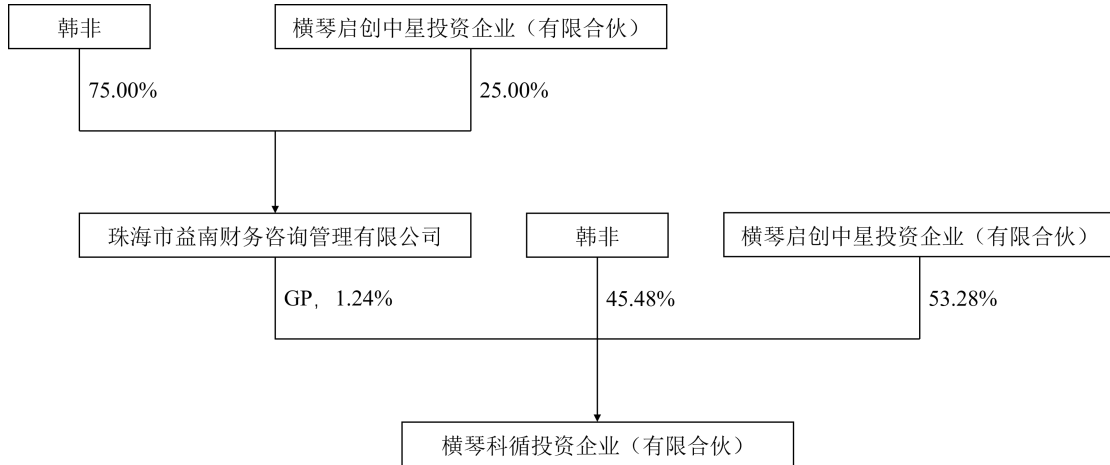 韩非
横琴启创中星投资企业（有限合伙）
75.00%
25.00%
珠海市益南财务咨询管理有限公司
韩非
横琴启创中星投资企业（有限合伙）
GP，1.24%
45.48%
53.28%
横琴科循投资企业（有限合伙）